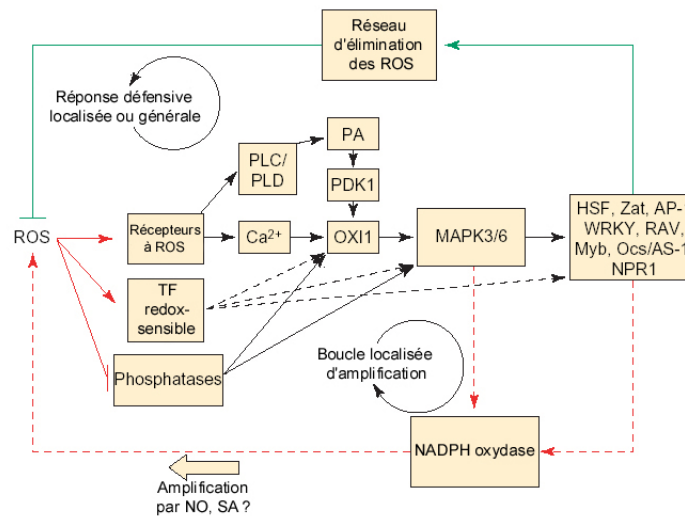 Réseau
d'élimination
des ROS
Réponse défensive
localisée ou générale
PA
PLC/
PLD
PDK1
HSF, Zat, AP-1
WRKY, RAV,
Myb, Ocs/AS-1
NPR1
ROS
Récepteurs
à ROS
Ca²⁺
OXI1
MAPK3/6
TF
redox-
sensible
Phosphatases
Boucle localisée
d'amplification
NADPH oxydase
Amplification
par NO, SA ?